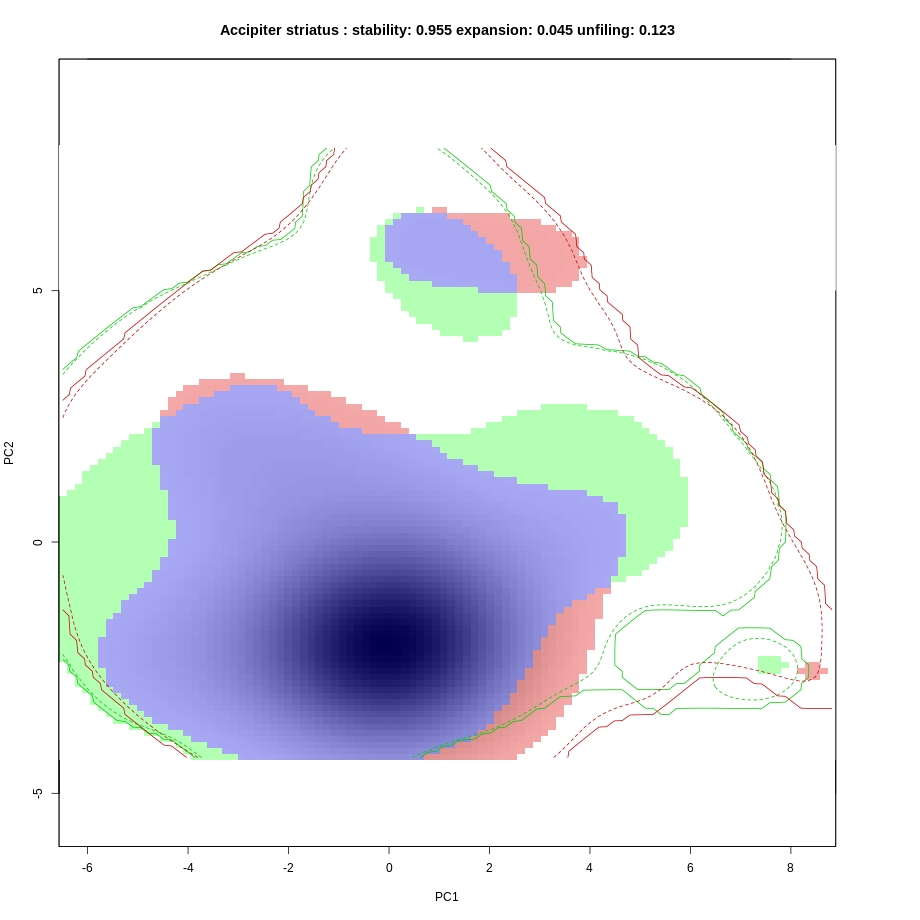 Accipiter striatus : stability: 0.955 expansion: 0.045 unfiling: 0.123
5
0
-5
PC2
-6 -4 -2 0 2 4 6 8
PC1